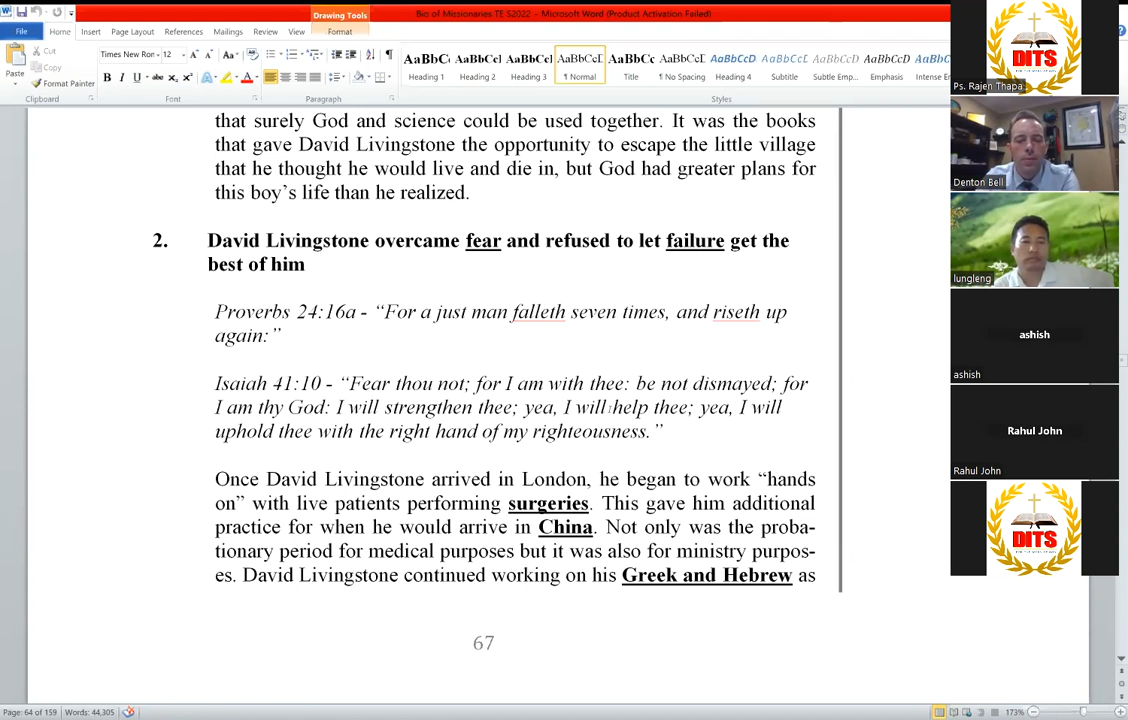 Drawing Tools
Bio of Missionaries TE S2022 - Microsoft Word (Product Activation Failed)
File Home Insert Page Layout References Mailings Review View Format
Cut
Copy
Format Painter
Paste
Clipboard
Times New Ron 12
Font
Paragraph
AaBbC AaBbCcI AaBbCcI AaBbCcD AaBbCc AaBbCcD AaBbCcD AaBbCcD AaBbCcD AaBbCcD
Heading 1 Heading 2 Heading 3 ¶ Normal Title ¶ No Spacing Heading 4 Subtitle Subtle Emp... Emphasis Intense E
Styles
that surely God and science could be used together. It was the books
that gave David Livingstone the opportunity to escape the little village
that he thought he would live and die in, but God had greater plans for
this boy's life than he realized.
2. David Livingstone overcame fear and refused to let failure get the
best of him
Proverbs 24:16a - “For a just man falleth seven times, and riseth up
again:”
Isaiah 41:10 - “Fear thou not; for I am with thee: be not dismayed; for
I am thy God: I will strengthen thee; yea, I will help thee; yea, I will
uphold thee with the right hand of my righteousness.”
Once David Livingstone arrived in London, he began to work “hands
on” with live patients performing surgeries. This gave him additional
practice for when he would arrive in China. Not only was the proba-
tionary period for medical purposes but it was also for ministry purpos-
es. David Livingstone continued working on his Greek and Hebrew as
67
Page: 64 of 159 Words: 44,305
173%
DITS
Ps. Rajen Thapa
Denton Bell
lungleng
ashish
ashish
Rahul John
Rahul John
DITS